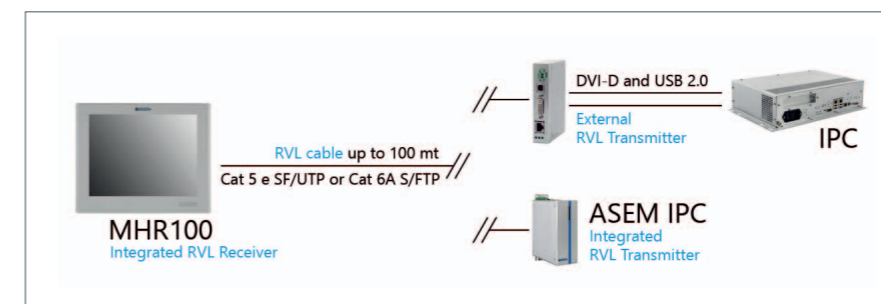 RVL cable up to 100 mt
Cat 5 e SF/UTP or Cat 6A S/FTP
MHR100
Integrated RVL Receiver
DVI-D and USB 2.0
External
RVL Transmitter
IPC
ASEM IPC
Integrated
RVL Transmitter